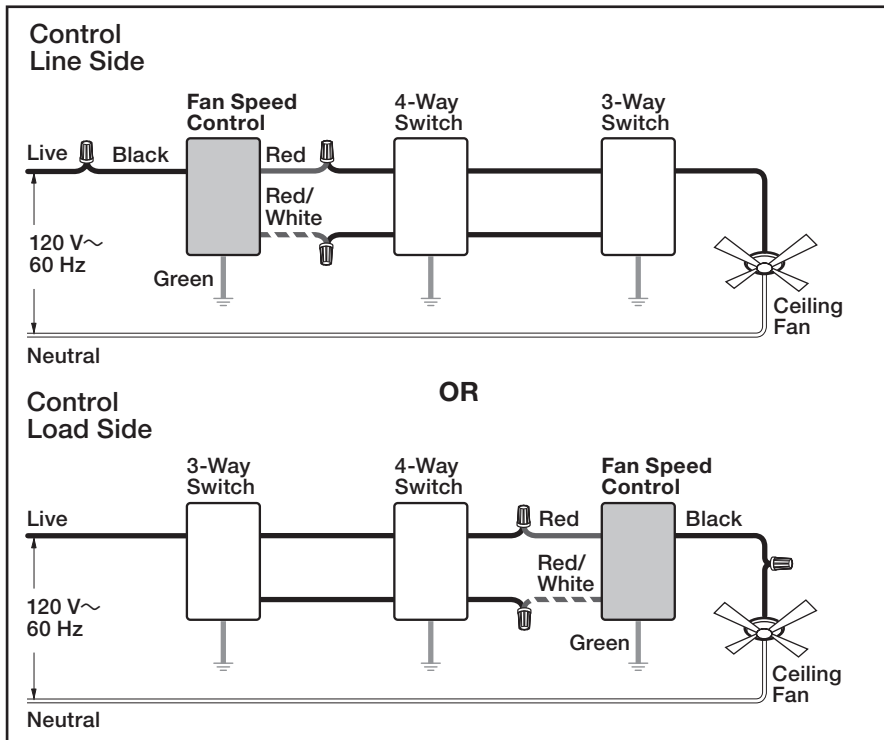 Control
Line Side
Fan Speed
Control
4-Way
Switch
3-Way
Switch
Live
Black
Red
Red/
White
120 V～
60 Hz
Green
Ceiling
Fan
Neutral
OR
Control
Load Side
3-Way
Switch
4-Way
Switch
Fan Speed
Control
Live
Red
Black
Red/
White
120 V～
60 Hz
Green
Ceiling
Fan
Neutral